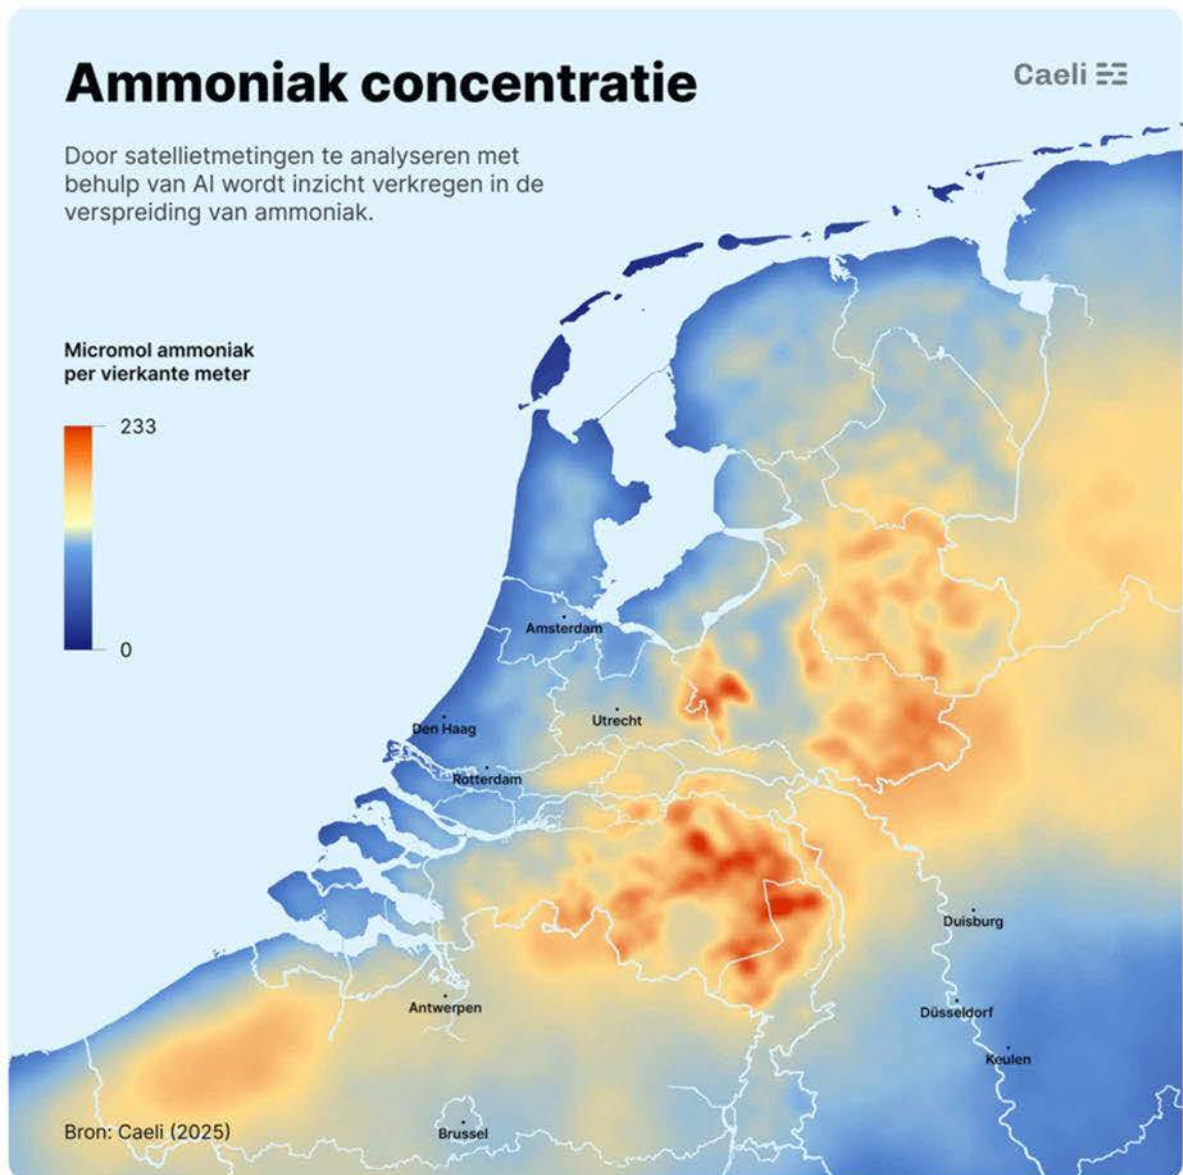 Ammoniak concentratie
Caeli
Door satellietmetingen te analyseren met
behulp van AI wordt inzicht verkregen in de
verspreiding van ammoniak.
Micromol ammoniak
per vierkante meter
233
0
Amsterdam
Utrecht
Den Haag
Rotterdam
Duisburg
Antwerpen
Düsseldorf
Keulen
Bron: Caeli (2025)
Brussel